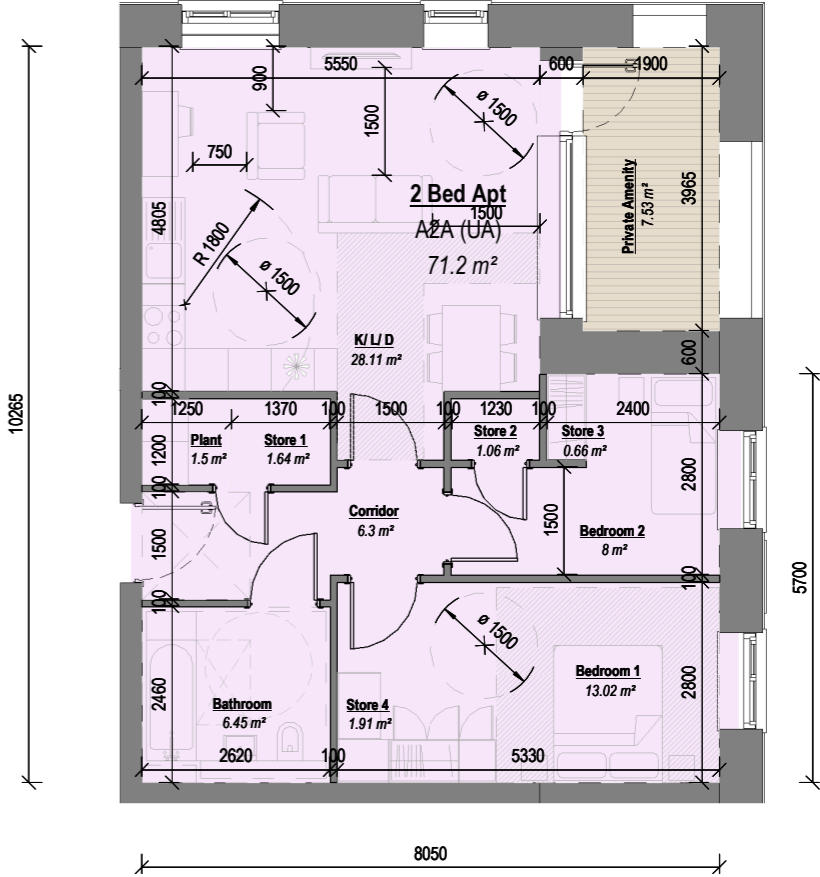 5550
600
1900
900
1500
ø 1500
750
2 Bed Apt
1500
A2A (UA)
71.2 m²
Private Amenity
7.53 m²
3965
4805
R 1800
ø 1500
K/ L/ D
28.11 m²
600
10265
100
1250
1370
100
1500
100
1230
100
2400
Plant
1.5 m²
Store 1
1.64 m²
Store 2
1.06 m²
Store 3
0.66 m²
1200
2800
100
Corridor
6.3 m²
1500
1500
Bedroom 2
8 m²
5700
100
100
ø 1500
Bedroom 1
13.02 m²
2800
2460
Bathroom
6.45 m²
Store 4
1.91 m²
2620
100
5330
8050